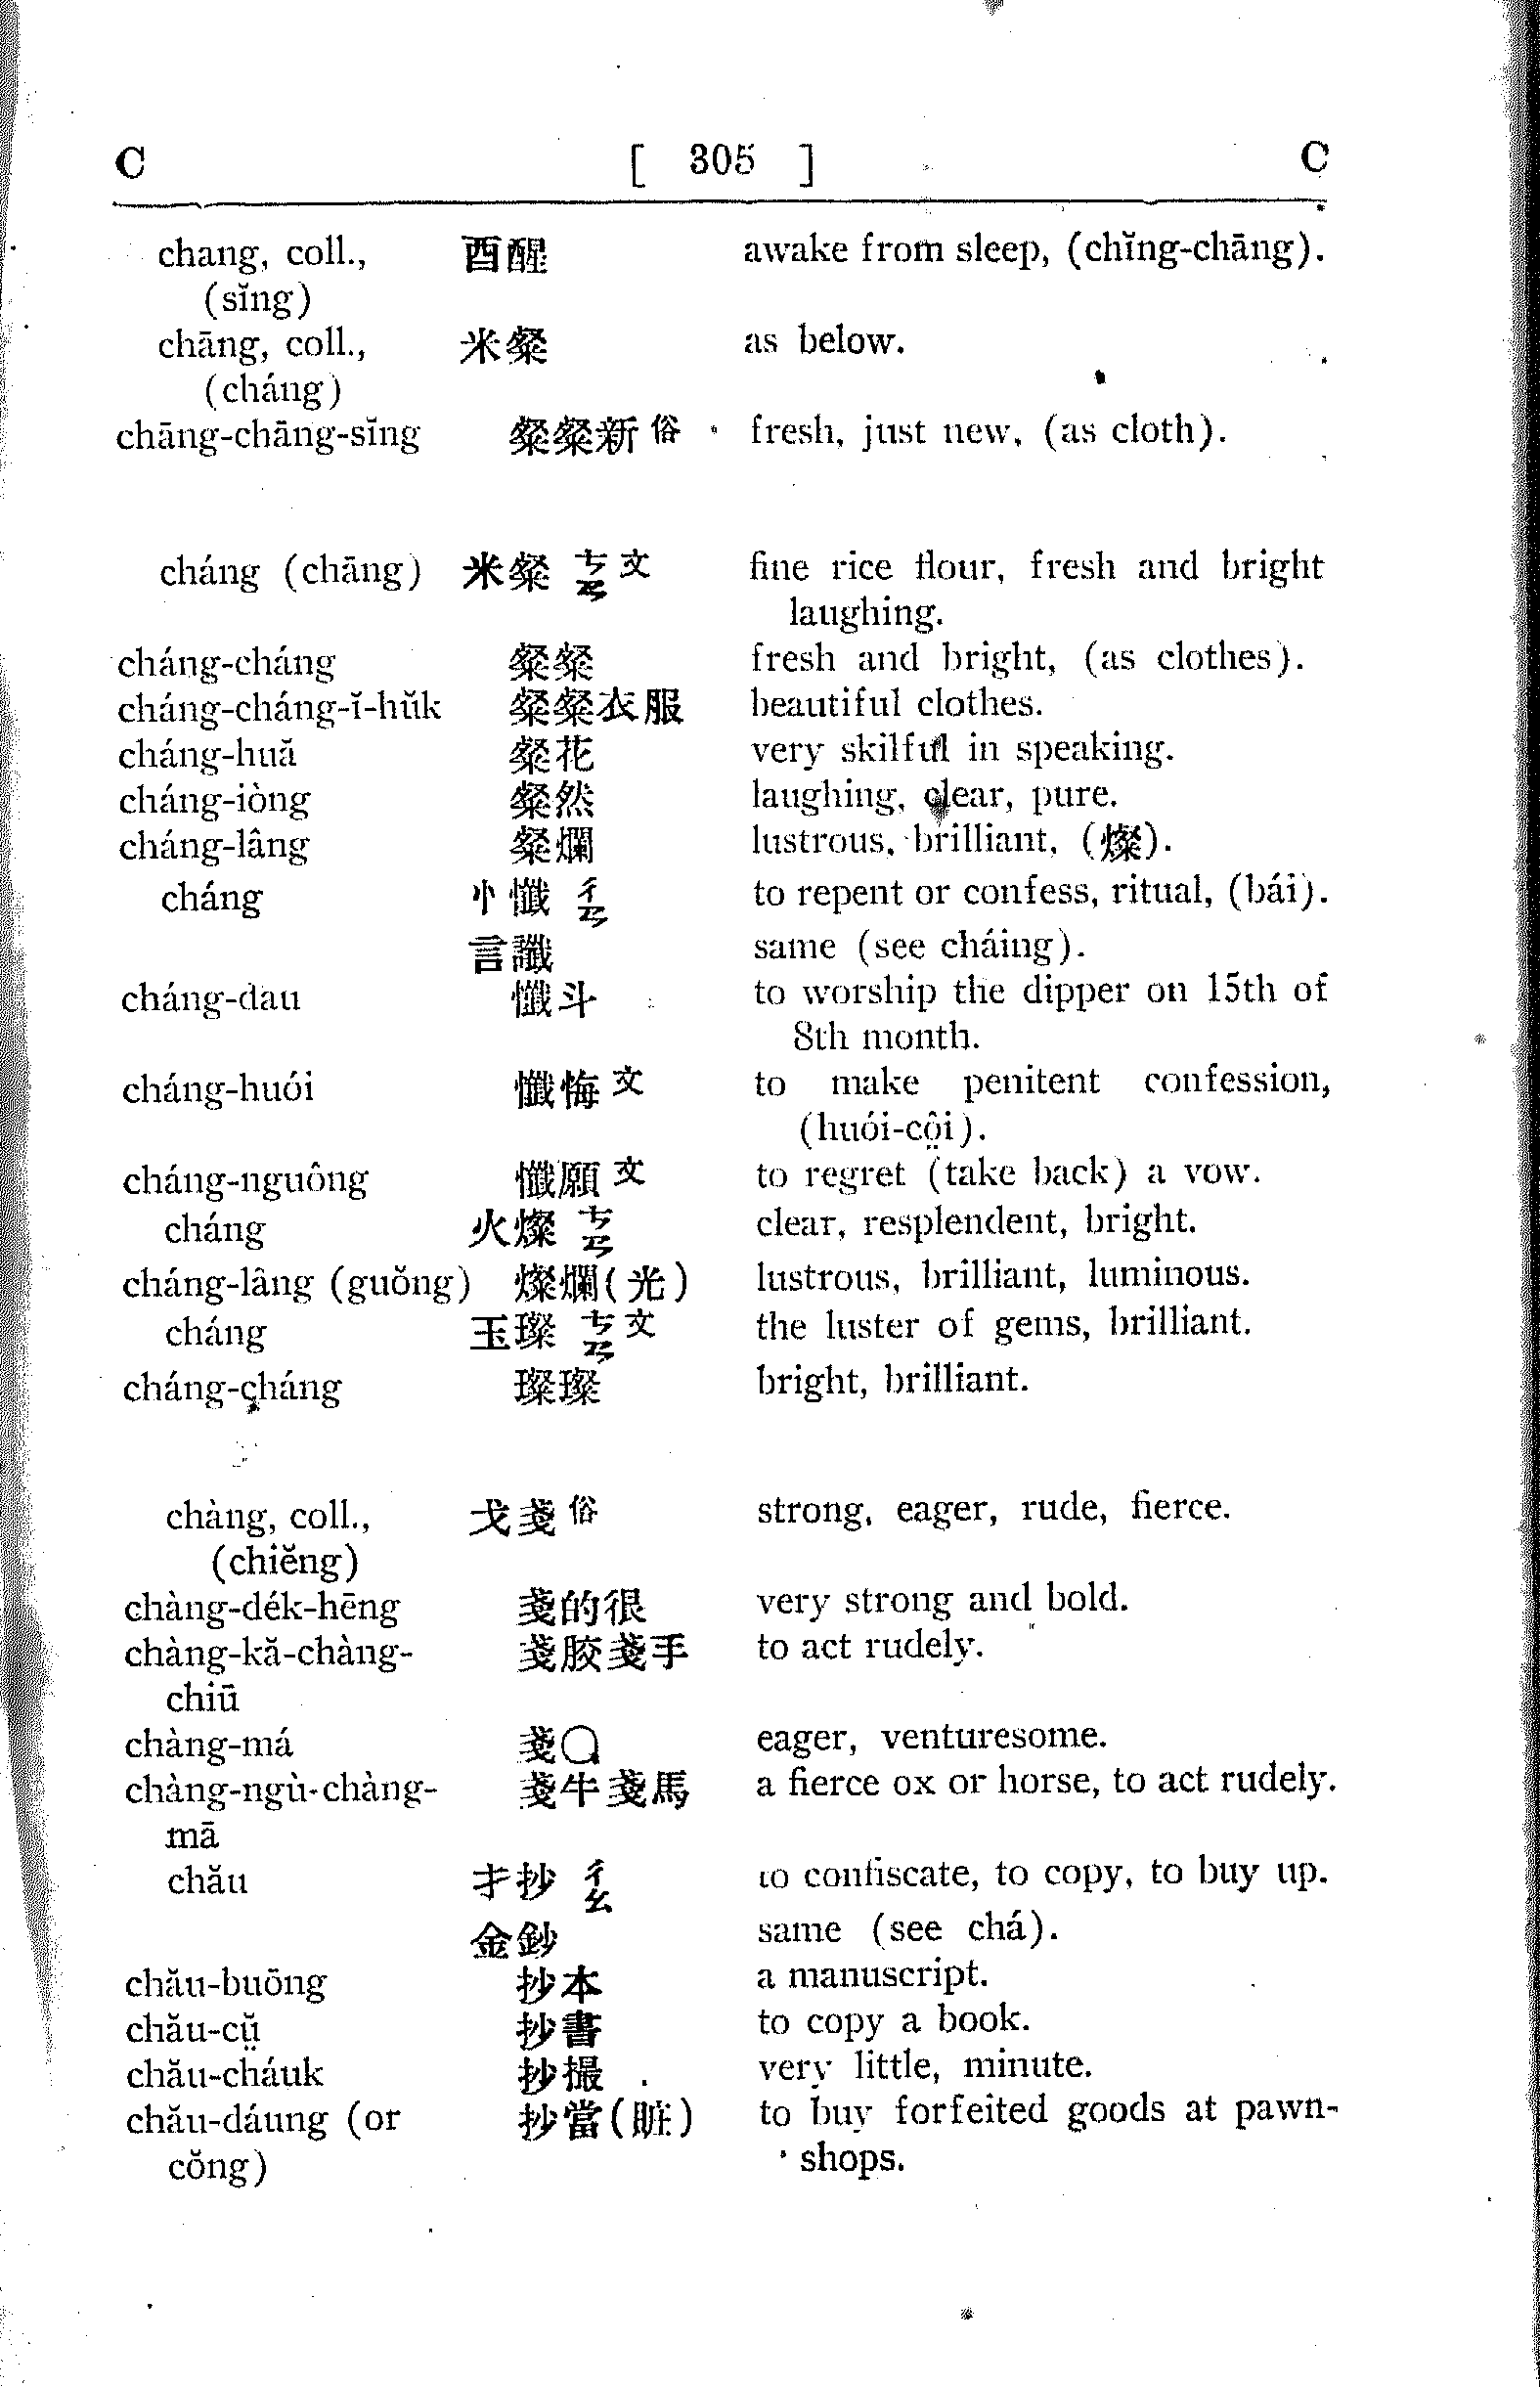 C [ 305 ] C
chang, coll., 酉醒 awake from sleep, (chĭng-chāng).
(sĭng)
chāng, coll., 米粲 as below.
(cháng)
chāng-chāng-sĭng 粲粲新 俗 fresh, just new, (as cloth).
cháng (chāng) 米粲 ㄘㄢ 文 fine rice flour, fresh and bright
laughing.
cháng-cháng 粲粲 fresh and bright, (as clothes).
cháng-cháng-ĭ-hŭk 粲粲衣服 beautiful clothes.
cháng-huă 粲花 very skilful in speaking.
cháng-iòng 粲然 laughing, clear, pure.
cháng-lâng 粲爛 lustrous, brilliant, (燦).
cháng 忄懺 ㄔㄢ to repent or confess, ritual, (bái).
言讖 same (see cháing).
cháng-dau 懺斗 to worship the dipper on 15th of
8th month.
cháng-huói 懺悔 文 to make penitent confession,
(huói-cô̤i).
cháng-nguông 懺願 文 to regret (take back) a vow.
cháng 火燦 ㄘㄢ clear, resplendent, bright.
cháng-lâng (guŏng) 燦爛(光) lustrous, brilliant, luminous.
cháng 玉璨 ㄘㄢ 文 the luster of gems, brilliant.
cháng-cháng 璨璨 bright, brilliant.
chàng, coll., 戈戔 俗 strong, eager, rude, fierce.
(chiĕng)
chàng-dék-hēng 戔的很 very strong and bold.
chàng-kă-chàng- 戔胶戔手 to act rudely.
chiū
chàng-má 戔〇 eager, venturesome.
chàng-ngù-chàng- 戔牛戔馬 a fierce ox or horse, to act rudely.
mā
chău 才抄 ㄔㄠ to confiscate, to copy, to buy up.
金鈔 same (see chá).
chău-buōng 抄本 a manuscript.
chău-cṳ̆ 抄書 to copy a book.
chău-cháuk 抄撮 very little, minute.
chău-dáung (or 抄當(賍) to buy forfeited goods at pawn-
cŏng) shops.